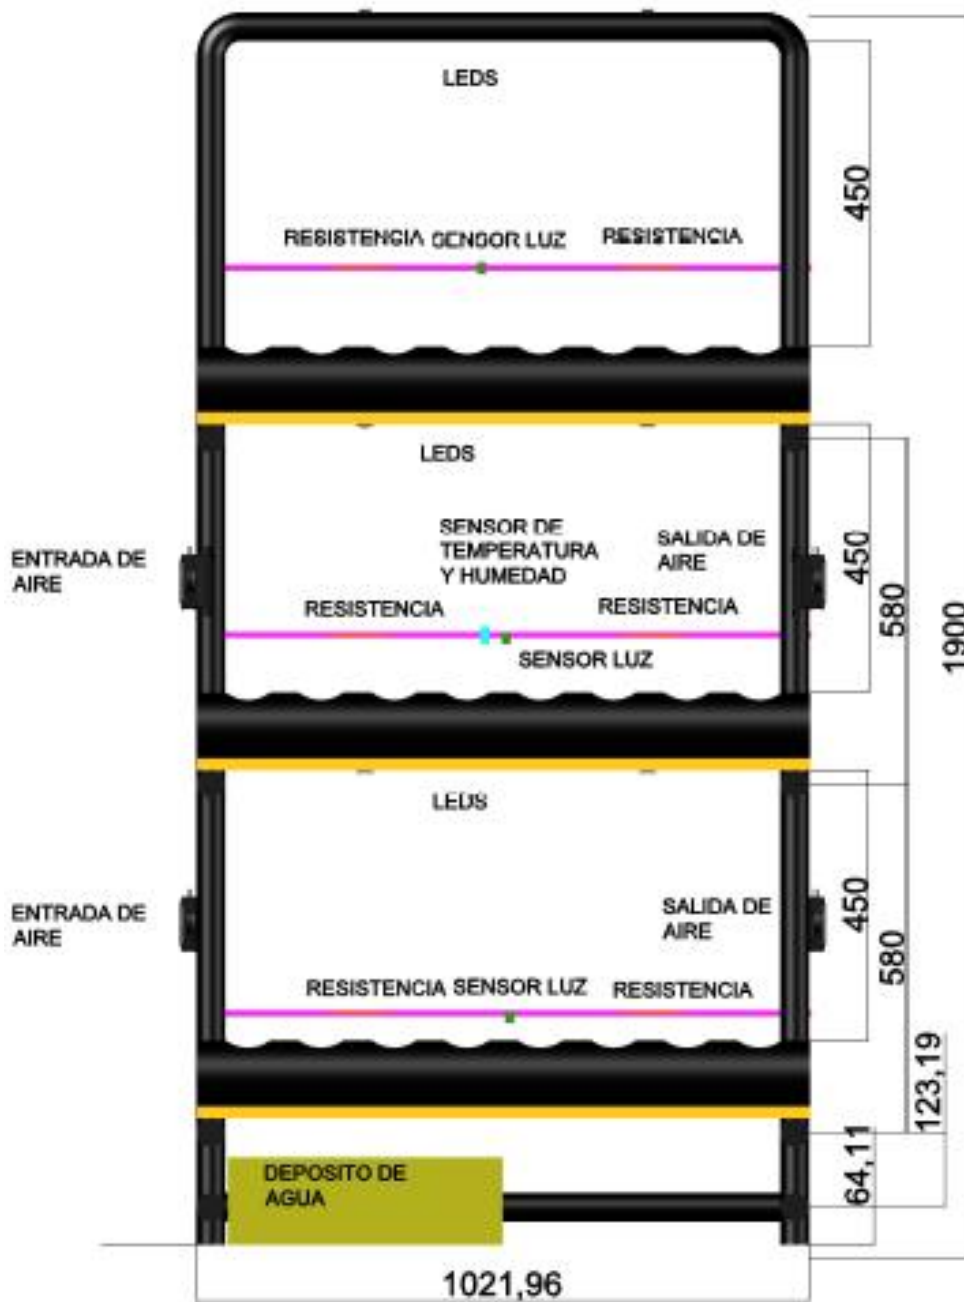 LEDS
450
RESISTENCIA SENSOR LUZ RESISTENCIA
LEDS
SENSOR DE
TEMPERATURA
Y HUMEDAD
ENTRADA DE
AIRE
SALIDA DE
AIRE
450
580
1900
RESISTENCIA
RESISTENCIA
SENSOR LUZ
LEDS
ENTRADA DE
AIRE
SALIDA DE
AIRE
450
580
RESISTENCIA SENSOR LUZ RESISTENCIA
123,19
64,11
DEPOSITO DE
AGUA
1021,96